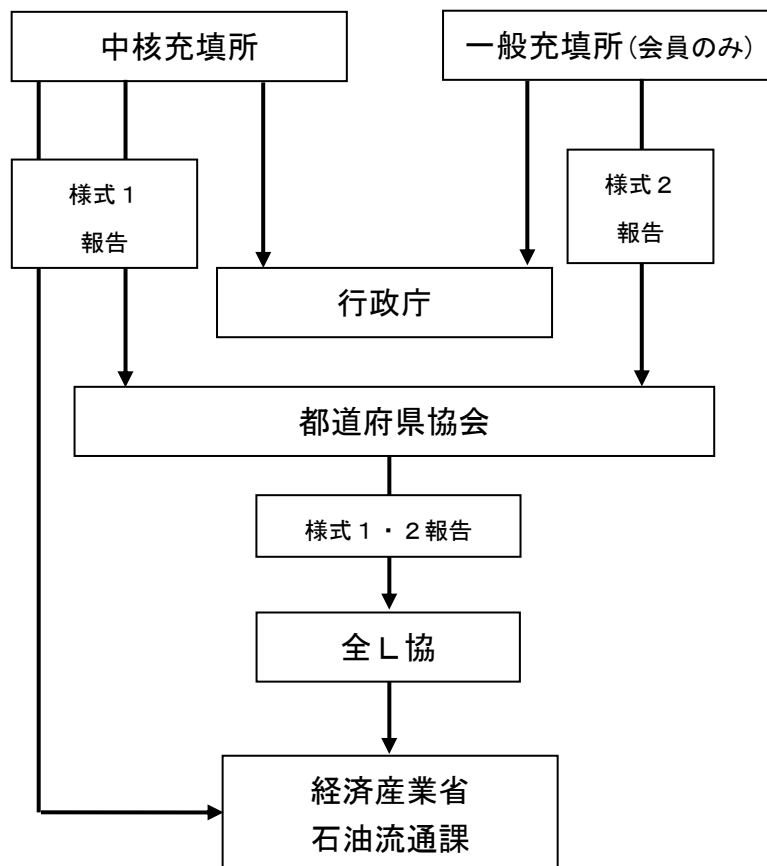 中核充填所
一般充填所（会員のみ）
様式１
報告
様式２
報告
行政庁
都道府県協会
様式１・２報告
全Ｌ協
経済産業省
石油流通課